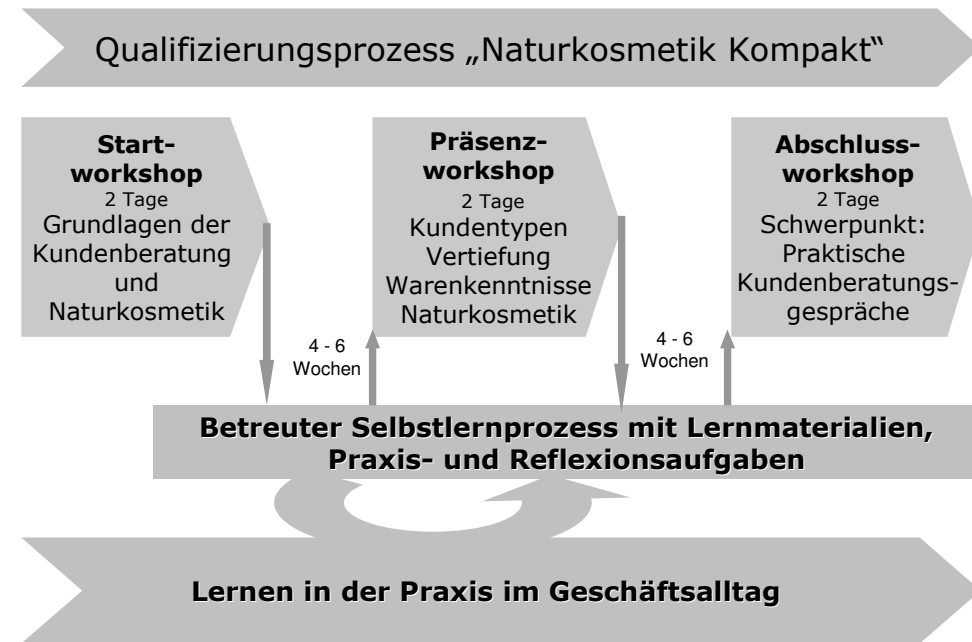 Qualifizierungsprozess „Naturkosmetik Kompakt“
Start-
workshop
2 Tage
Grundlagen der
Kundenberatung
und
Naturkosmetik
Präsenz-
workshop
2 Tage
Kundentypen
Vertiefung
Warenkenntnisse
Naturkosmetik
Abschluss-
workshop
2 Tage
Schwerpunkt:
Praktische
Kundenberatungs-
gespräche
4 - 6
Wochen
4 - 6
Wochen
Betreuter Selbstlernprozess mit Lernmaterialien,
Praxis- und Reflexionsaufgaben
Lernen in der Praxis im Geschäftsalltag